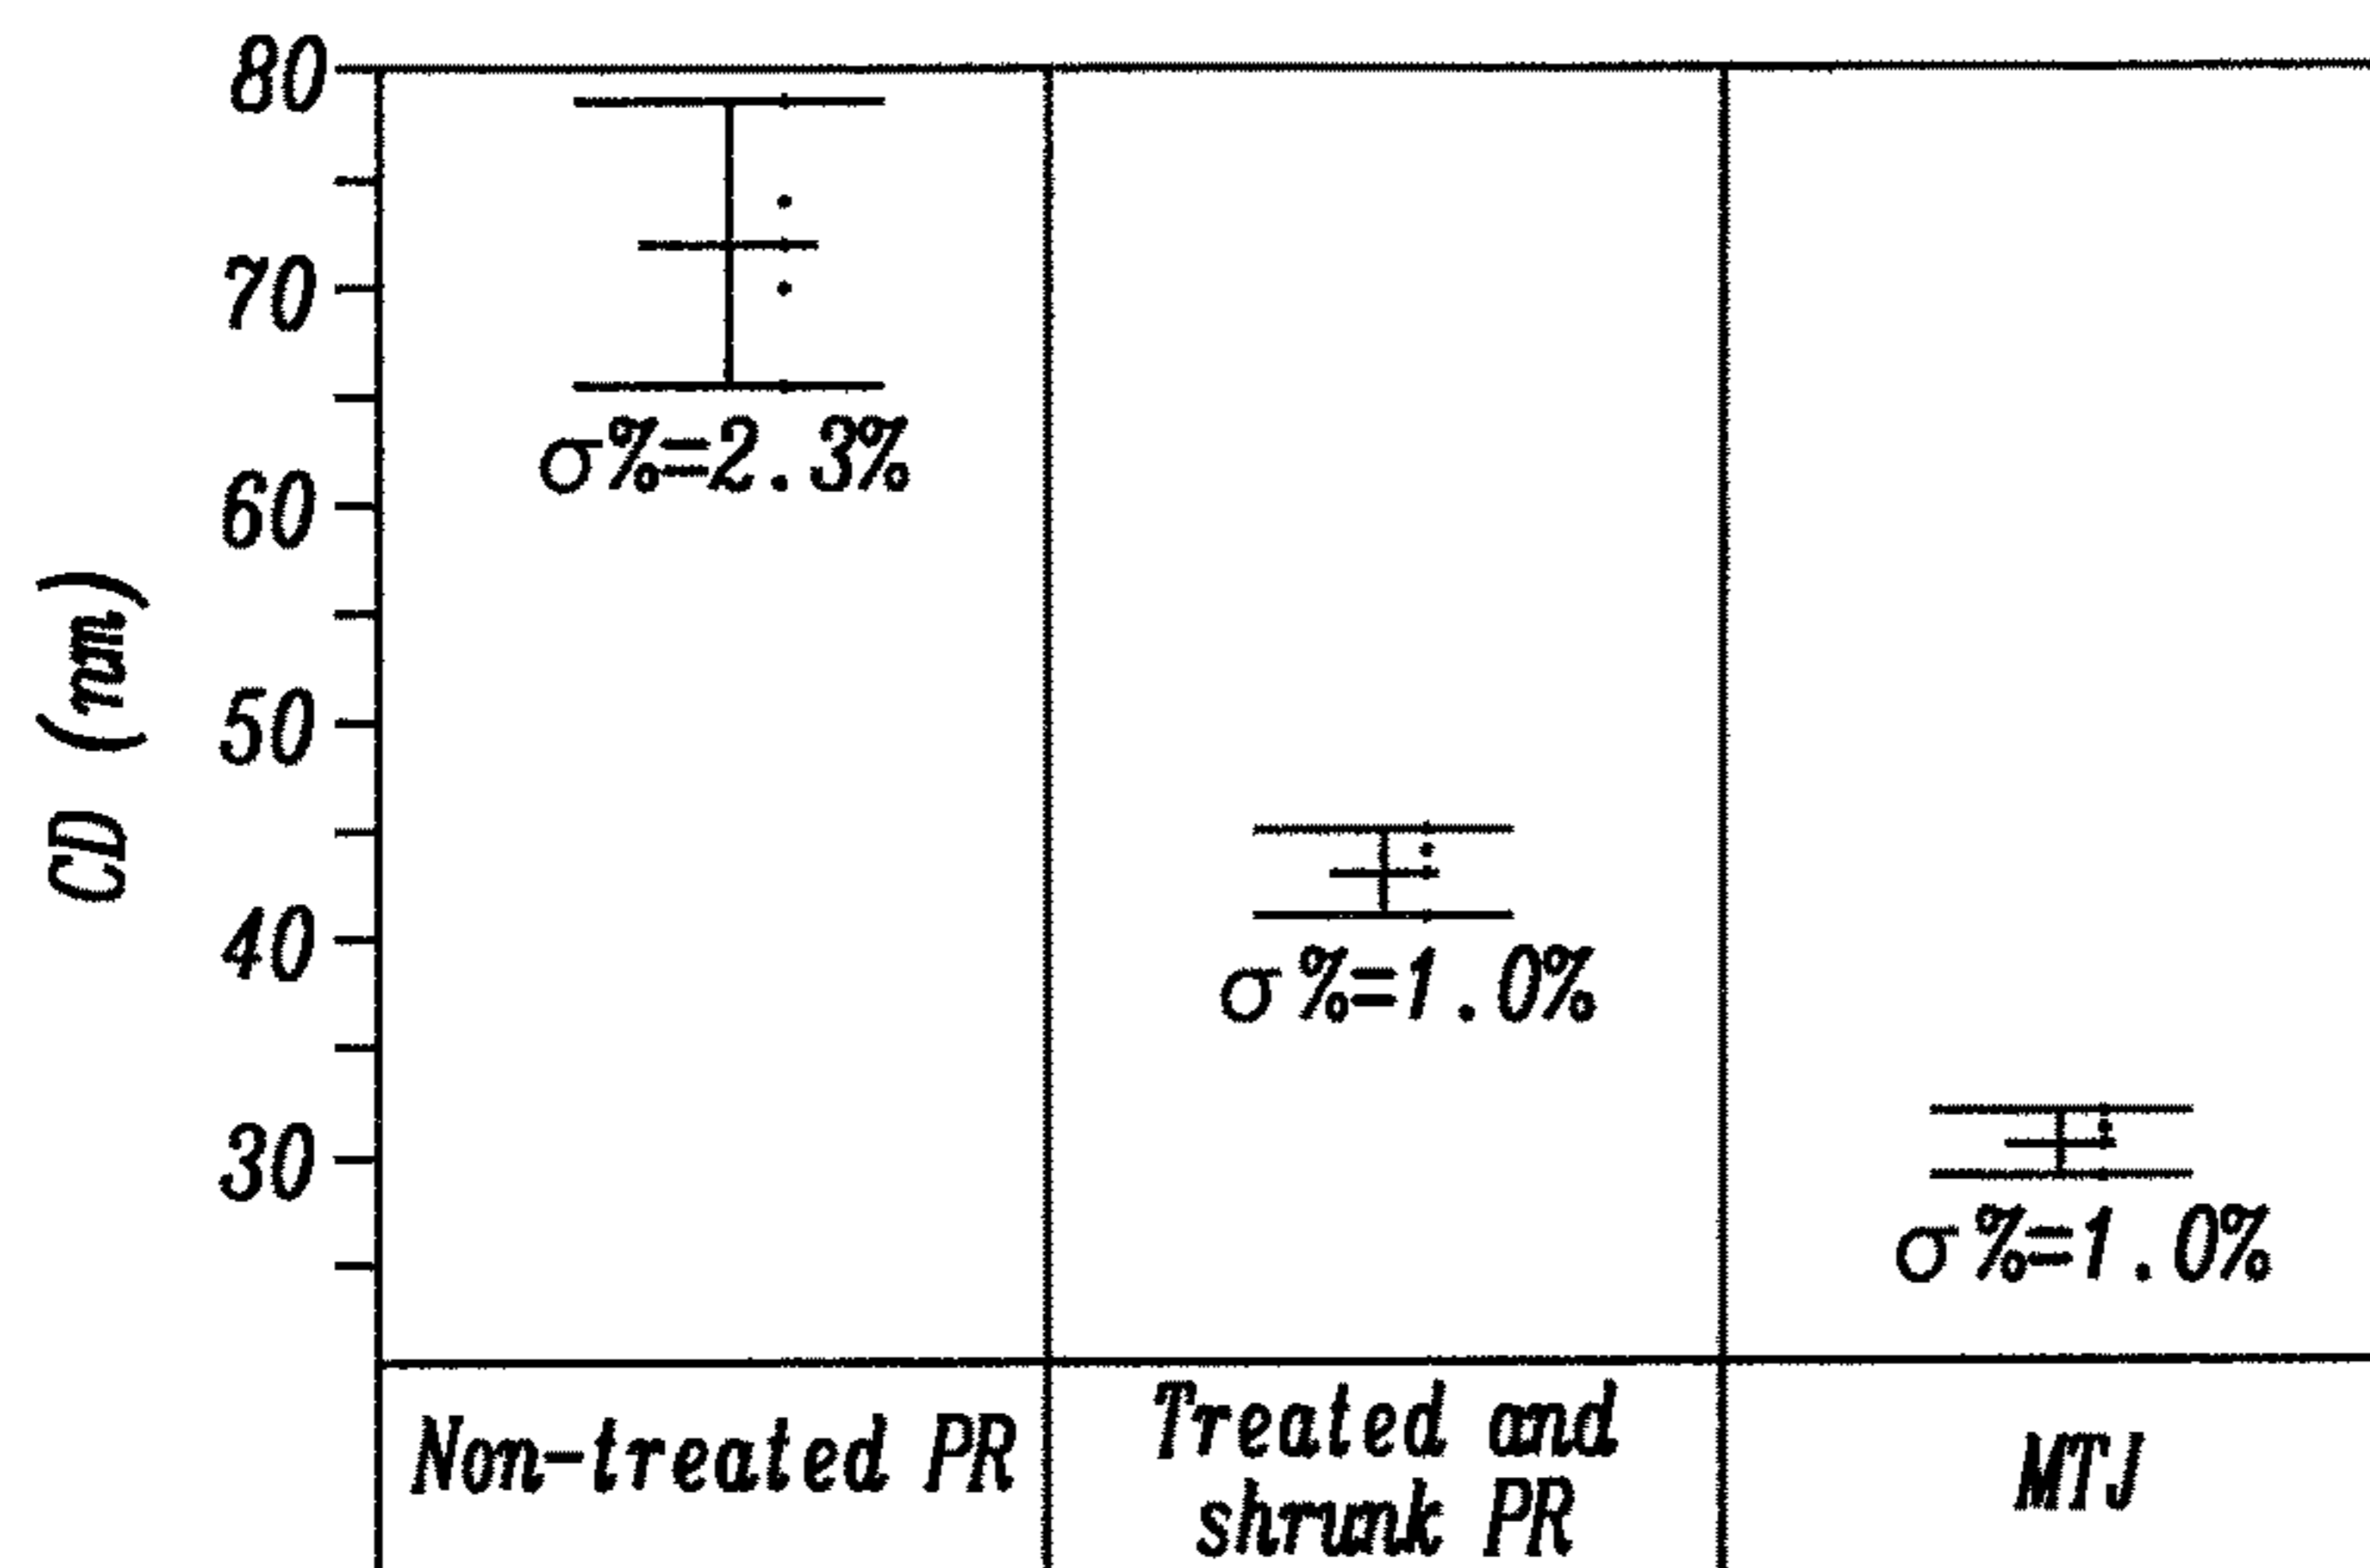 80
70
60
50
40
30
CD (nm)
σ%=2.3%
σ%=1.0%
σ%=1.0%
Non-treated PR
Treated and
shrunk PR
MTJ